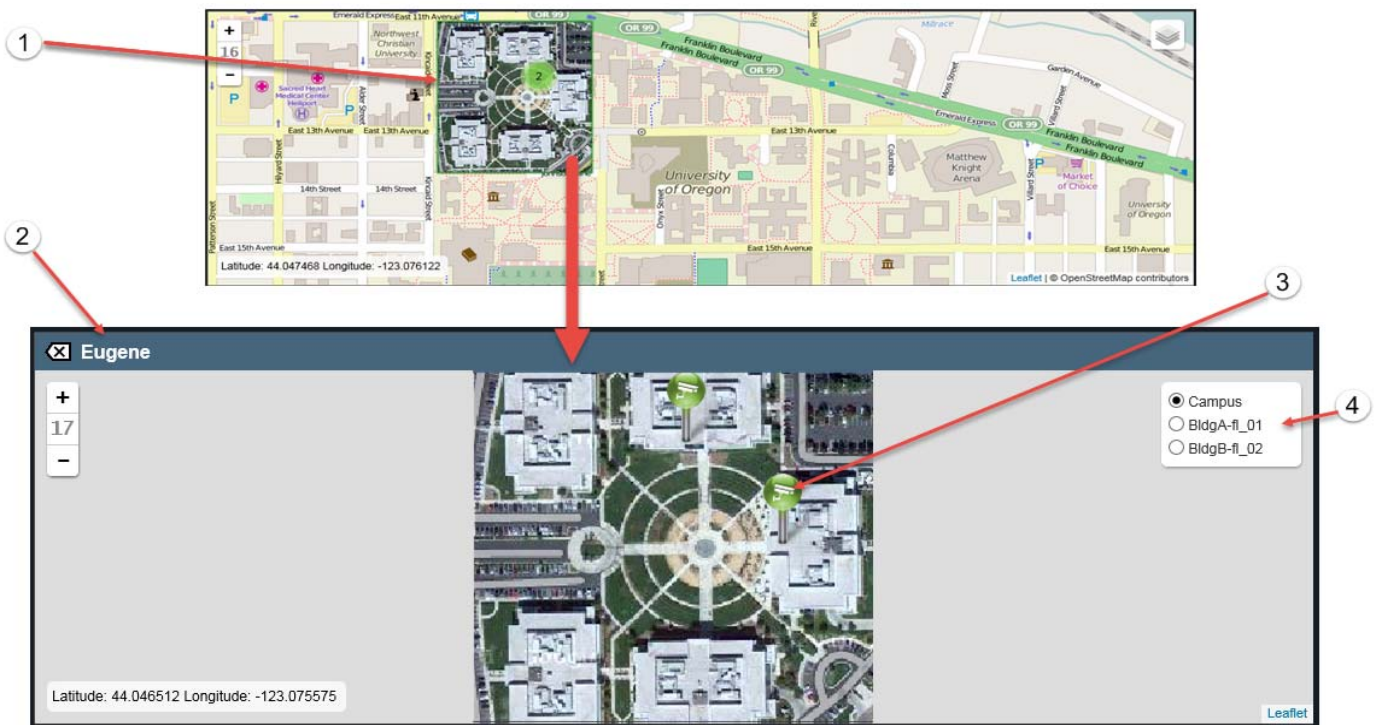 1
+
16
−
Emerald Express
East 11th Avenue
Northwest
Christian
University
Kincaid Street
OR 99
Franklin Boulevard
Franklin Boulevard
OR 99
Millrace
Garden Avenue
Moss Street
Villard Street
2
Sacred Heart
Medical Center
Heliport
H
P
P
Alder Street
Hilyard Street
East 13th Avenue
East 13th Avenue
East 13th Avenue
Emerald Express
OR 99
Franklin Boulevard
Franklin Boulevard
P
Market
of Choice
Columbia
Matthew
Knight
Arena
University
of Oregon
University
of Oregon
14th Street
14th Street
Kincaid Street
Onyx Street
Villard Street
Patterson Street
East 15th Avenue
East 15th Avenue
East 15th Avenue
Latitude: 44.047468 Longitude: -123.076122
Leaflet | © OpenStreetMap contributors
2
3
Eugene
+
17
−
Campus
BldgA-fl_01
BldgB-fl_02
4
Latitude: 44.046512 Longitude: -123.075575
Leaflet